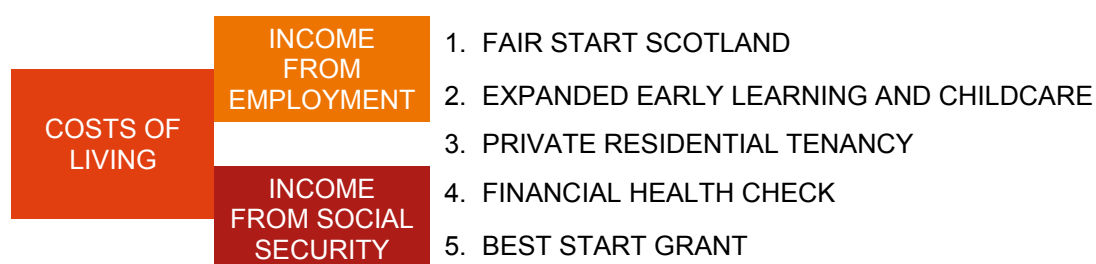 COSTS OF
LIVING
INCOME
FROM
EMPLOYMENT
INCOME
FROM SOCIAL
SECURITY
1. FAIR START SCOTLAND
2. EXPANDED EARLY LEARNING AND CHILDCARE
3. PRIVATE RESIDENTIAL TENANCY
4. FINANCIAL HEALTH CHECK
5. BEST START GRANT